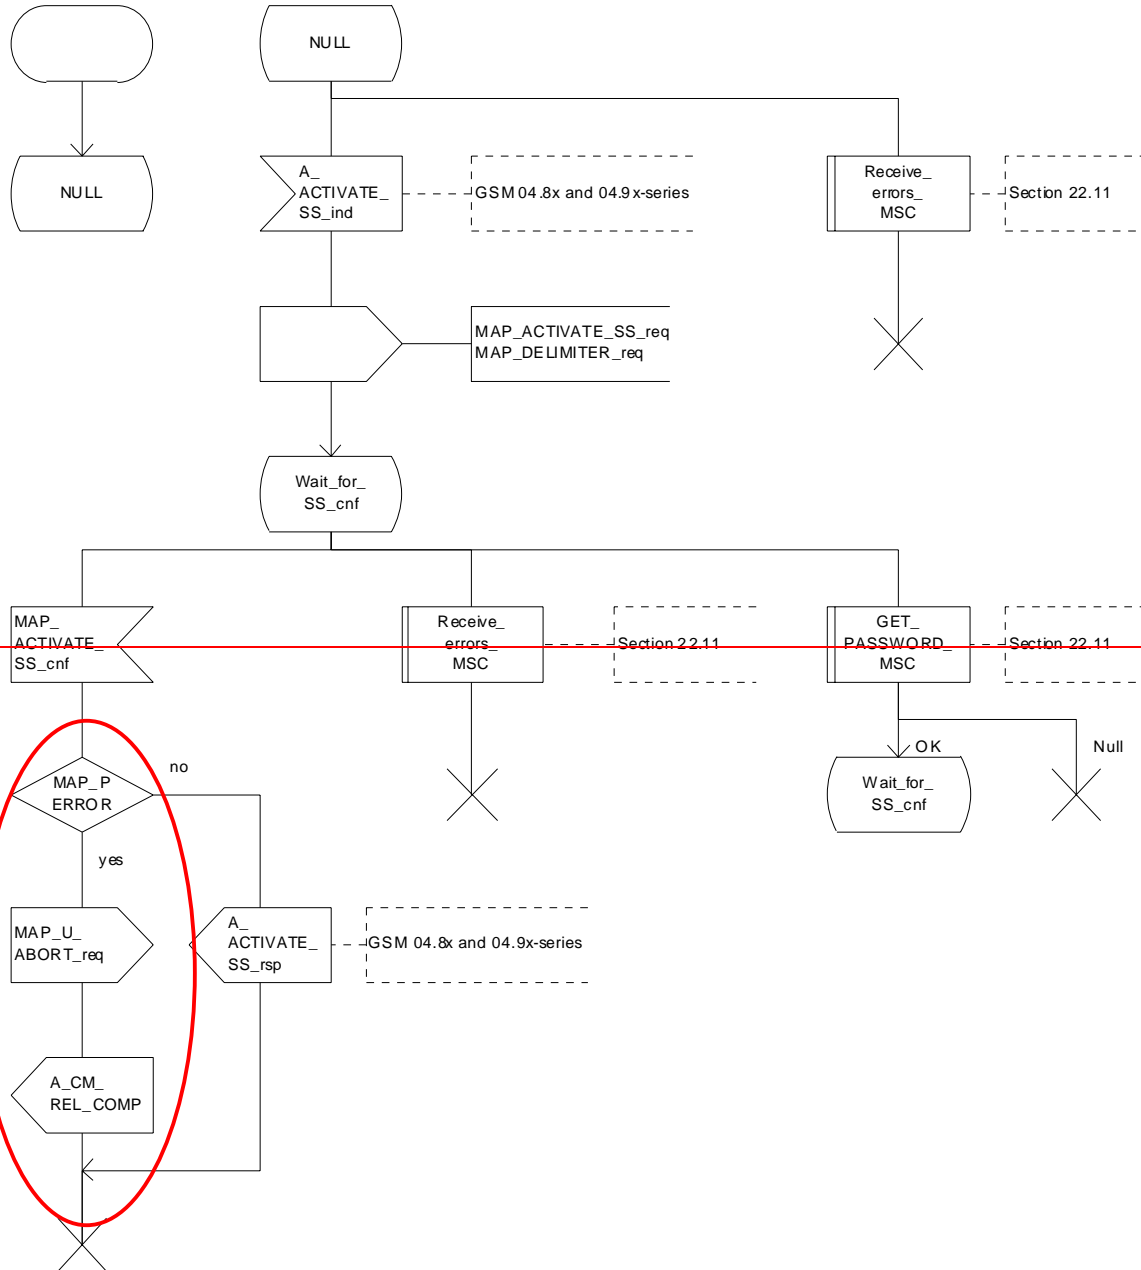 NULL
NULL
A_
ACTIVATE_
SS_ind
GSM 04.8x and 04.9x-series
Receive_
errors_
MSC
Section 22.11
MAP_ACTIVATE_SS_req
MAP_DELIMITER_req
Wait_for_
SS_cnf
MAP_
ACTIVATE_
SS_cnf
Receive_
errors_
MSC
Section 22.11
GET_
PASSWORD_
MSC
Section 22.11
OK
Null
Wait_for_
SS_cnf
MAP_P
ERROR
no
yes
MAP_U_
ABORT_req
A_
ACTIVATE_
SS_rsp
GSM 04.8x and 04.9x-series
A_CM_
REL_COMP